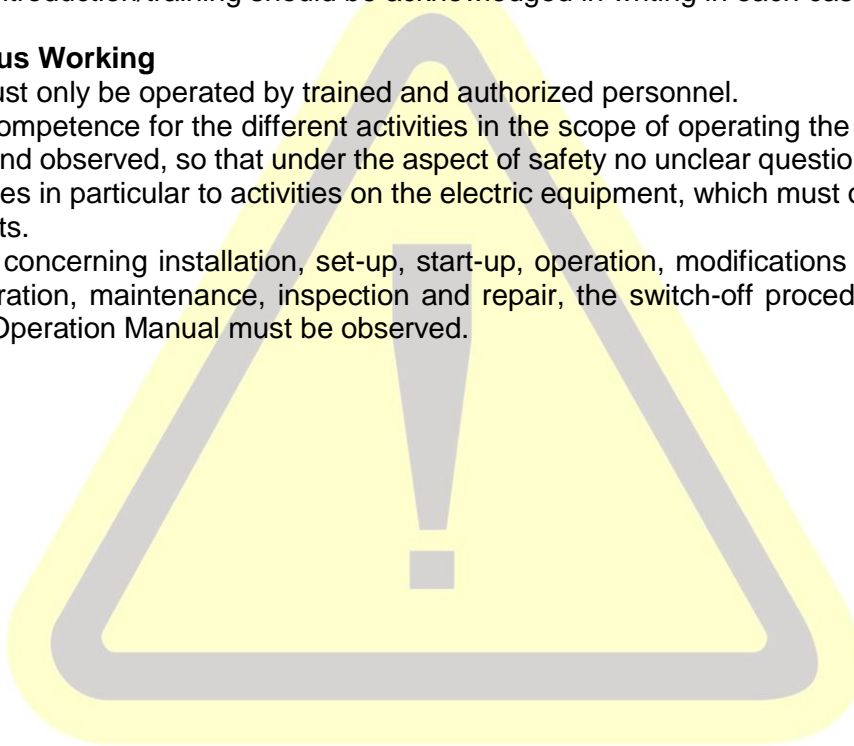 ntroduction/training should be acknowledged in writing in each cas
us Working
ust only be operated by trained and authorized personnel.
ompetence for the different activities in the scope of operating the
nd observed, so that under the aspect of safety no unclear questio
es in particular to activities on the electric equipment, which must o
ts.
concerning installation, set-up, start-up, operation, modifications
ration, maintenance, inspection and repair, the switch-off proced
Operation Manual must be observed.
!